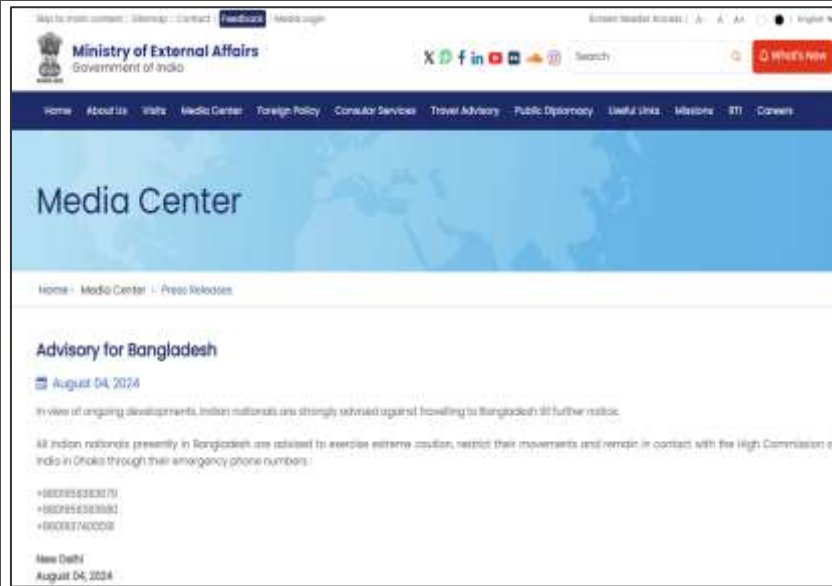 Skip to main content | Sitemap | Contact | Feedback | Media Login
Screen Reader Access | A- A A+ | English
Ministry of External Affairs
Government of India
Search
What's New
Home About Us Visits Media Center Foreign Policy Consular Services Travel Advisory Public Diplomacy Useful Links Missions RTI Careers
Media Center
Home › Media Center › Press Releases
Advisory for Bangladesh
August 04, 2024
In view of ongoing developments, Indian nationals are strongly advised against travelling to Bangladesh till further notice.
All Indian nationals presently in Bangladesh are advised to exercise extreme caution, restrict their movements and remain in contact with the High Commission
India in Dhaka through their emergency phone numbers :
New Delhi
August 04, 2024